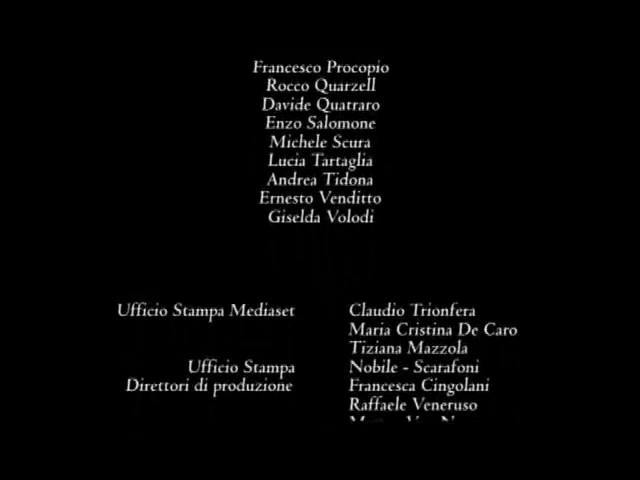 Francesco Procopio
Rocco Quarzell
Davide Quatraro
Enzo Salomone
Michele Scura
Lucia Tartaglia
Andrea Tidona
Ernesto Venditto
Giselda Volodi
Ufficio Stampa Mediaset Claudio Trionfera
Maria Cristina De Caro
Tiziana Mazzola
Ufficio Stampa Nobile - Scarafoni
Direttori di produzione Francesca Cingolani
Raffaele Veneruso